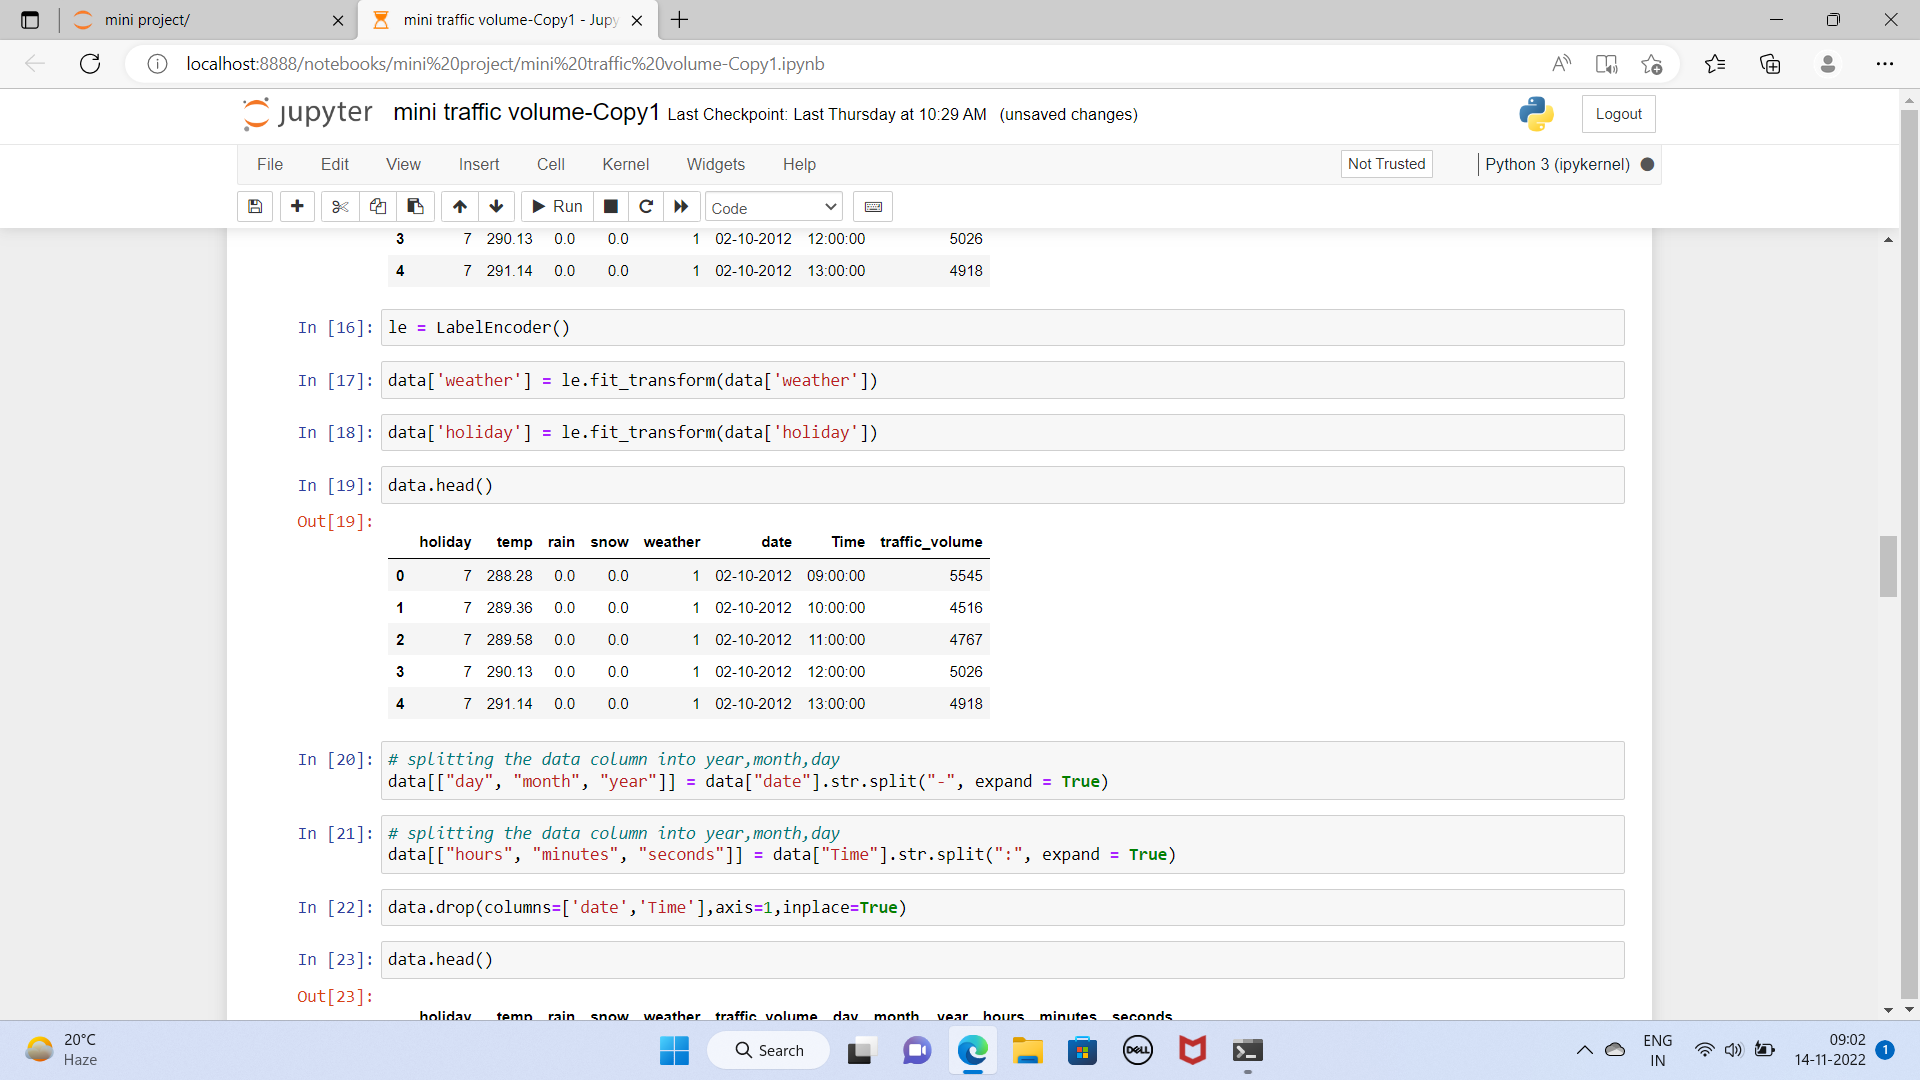 mini project/
mini traffic volume-Copy1 - Jupy
localhost:8888/notebooks/mini%20project/mini%20traffic%20volume-Copy1.ipynb
jupyter mini traffic volume-Copy1 Last Checkpoint: Last Thursday at 10:29 AM (unsaved changes)
Logout
File Edit View Insert Cell Kernel Widgets Help
Not Trusted
Python 3 (ipykernel)
Run
Code
3 7 290.13 0.0 0.0 1 02-10-2012 12:00:00 5026
4 7 291.14 0.0 0.0 1 02-10-2012 13:00:00 4918
In [16]: le = LabelEncoder()
In [17]: data['weather'] = le.fit_transform(data['weather'])
In [18]: data['holiday'] = le.fit_transform(data['holiday'])
In [19]: data.head()
Out[19]:
holiday temp rain snow weather date Time traffic_volume
0 7 288.28 0.0 0.0 1 02-10-2012 09:00:00 5545
1 7 289.36 0.0 0.0 1 02-10-2012 10:00:00 4516
2 7 289.58 0.0 0.0 1 02-10-2012 11:00:00 4767
3 7 290.13 0.0 0.0 1 02-10-2012 12:00:00 5026
4 7 291.14 0.0 0.0 1 02-10-2012 13:00:00 4918
In [20]: # splitting the data column into year,month,day
data[["day", "month", "year"]] = data["date"].str.split("-", expand = True)
In [21]: # splitting the data column into year,month,day
data[["hours", "minutes", "seconds"]] = data["Time"].str.split(":", expand = True)
In [22]: data.drop(columns=['date','Time'],axis=1,inplace=True)
In [23]: data.head()
Out[23]:
holiday temp rain snow weather traffic_volume day month year hours minutes seconds
20°C
Haze
Search
DELL
ENG
IN
09:02
14-11-2022
1